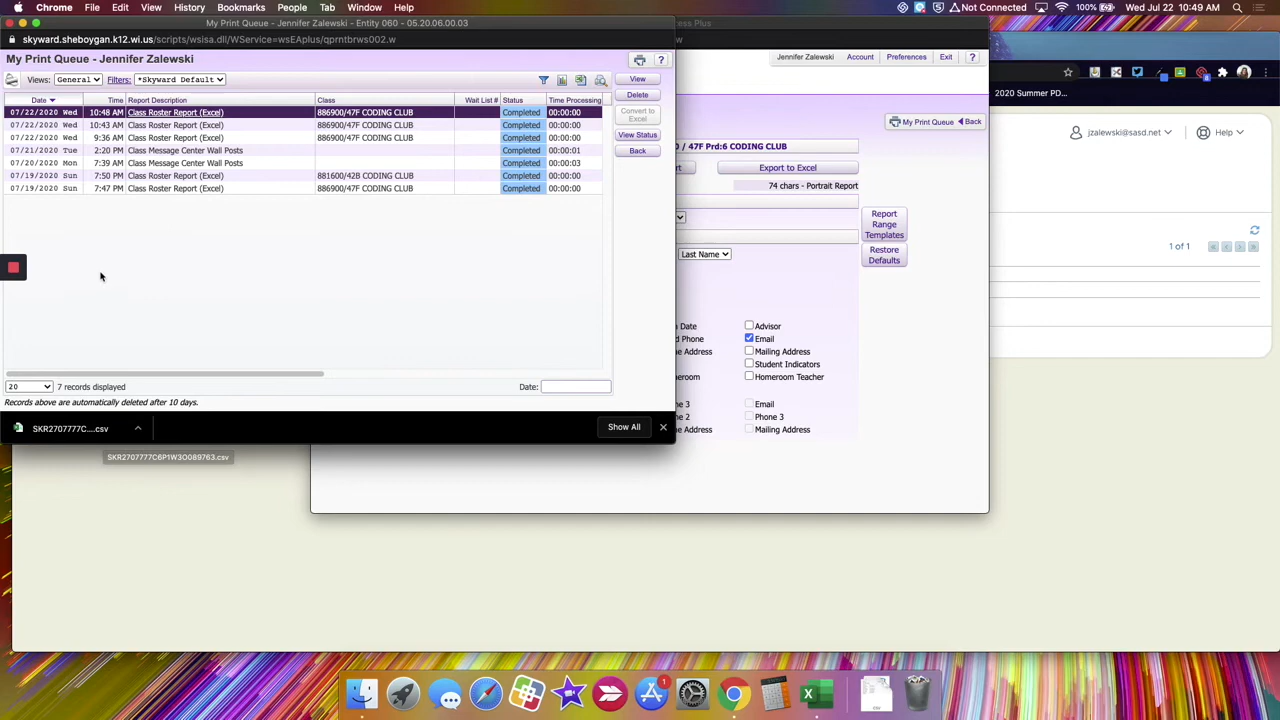 Bookmarks People Tab Window Help
Not Connected 100% Wed Jul 22 10:49 AM
My Print Queue - Jennifer Zalewski - Entity 060 - 05.20.06.00.03
ess Plus
skyward.sheboygan.k12.wi.us/scripts/wsisa.dll/WService=wsEAplus/qprntbrws002.w
w
My Print Queue - Jennifer Zalewski
?
Jennifer Zalewski Account Preferences Exit ?
Views: General Filters: *Skyward Default
Date Time Report Description Class Wait List # Status Time Processing
07/22/2020 Wed 10:48 AM Class Roster Report (Excel) 886900/47F CODING CLUB Completed 00:00:00
07/22/2020 Wed 10:43 AM Class Roster Report (Excel) 886900/47F CODING CLUB Completed 00:00:00
07/22/2020 Wed 9:36 AM Class Roster Report (Excel) 886900/47F CODING CLUB Completed 00:00:00
07/21/2020 Tue 2:20 PM Class Message Center Wall Posts Completed 00:00:01
07/20/2020 Mon 7:39 AM Class Message Center Wall Posts Completed 00:00:03
07/19/2020 Sun 7:50 PM Class Roster Report (Excel) 881600/42B CODING CLUB Completed 00:00:00
07/19/2020 Sun 7:47 PM Class Roster Report (Excel) 886900/47F CODING CLUB Completed 00:00:00
View
Delete
Convert to
Excel
View Status
Back
20 7 records displayed Date:
Records above are automatically deleted after 10 days.
SKR2707777C....csv Show All
SKR2707777C6P1W3O089763.csv
My Print Queue Back
/ 47F Prd:6 CODING CLUB
rt Export to Excel
74 chars - Portrait Report
Report
Range
Templates
Last Name
Restore
Defaults
n Date Advisor
d Phone Email
e Address Mailing Address
Student Indicators
meroom Homeroom Teacher
ne 3 Email
e 2 Phone 3
e Address Mailing Address
2020 Summer PD...
jzalewski@sasd.net Help
1 of 1
6
1
csv